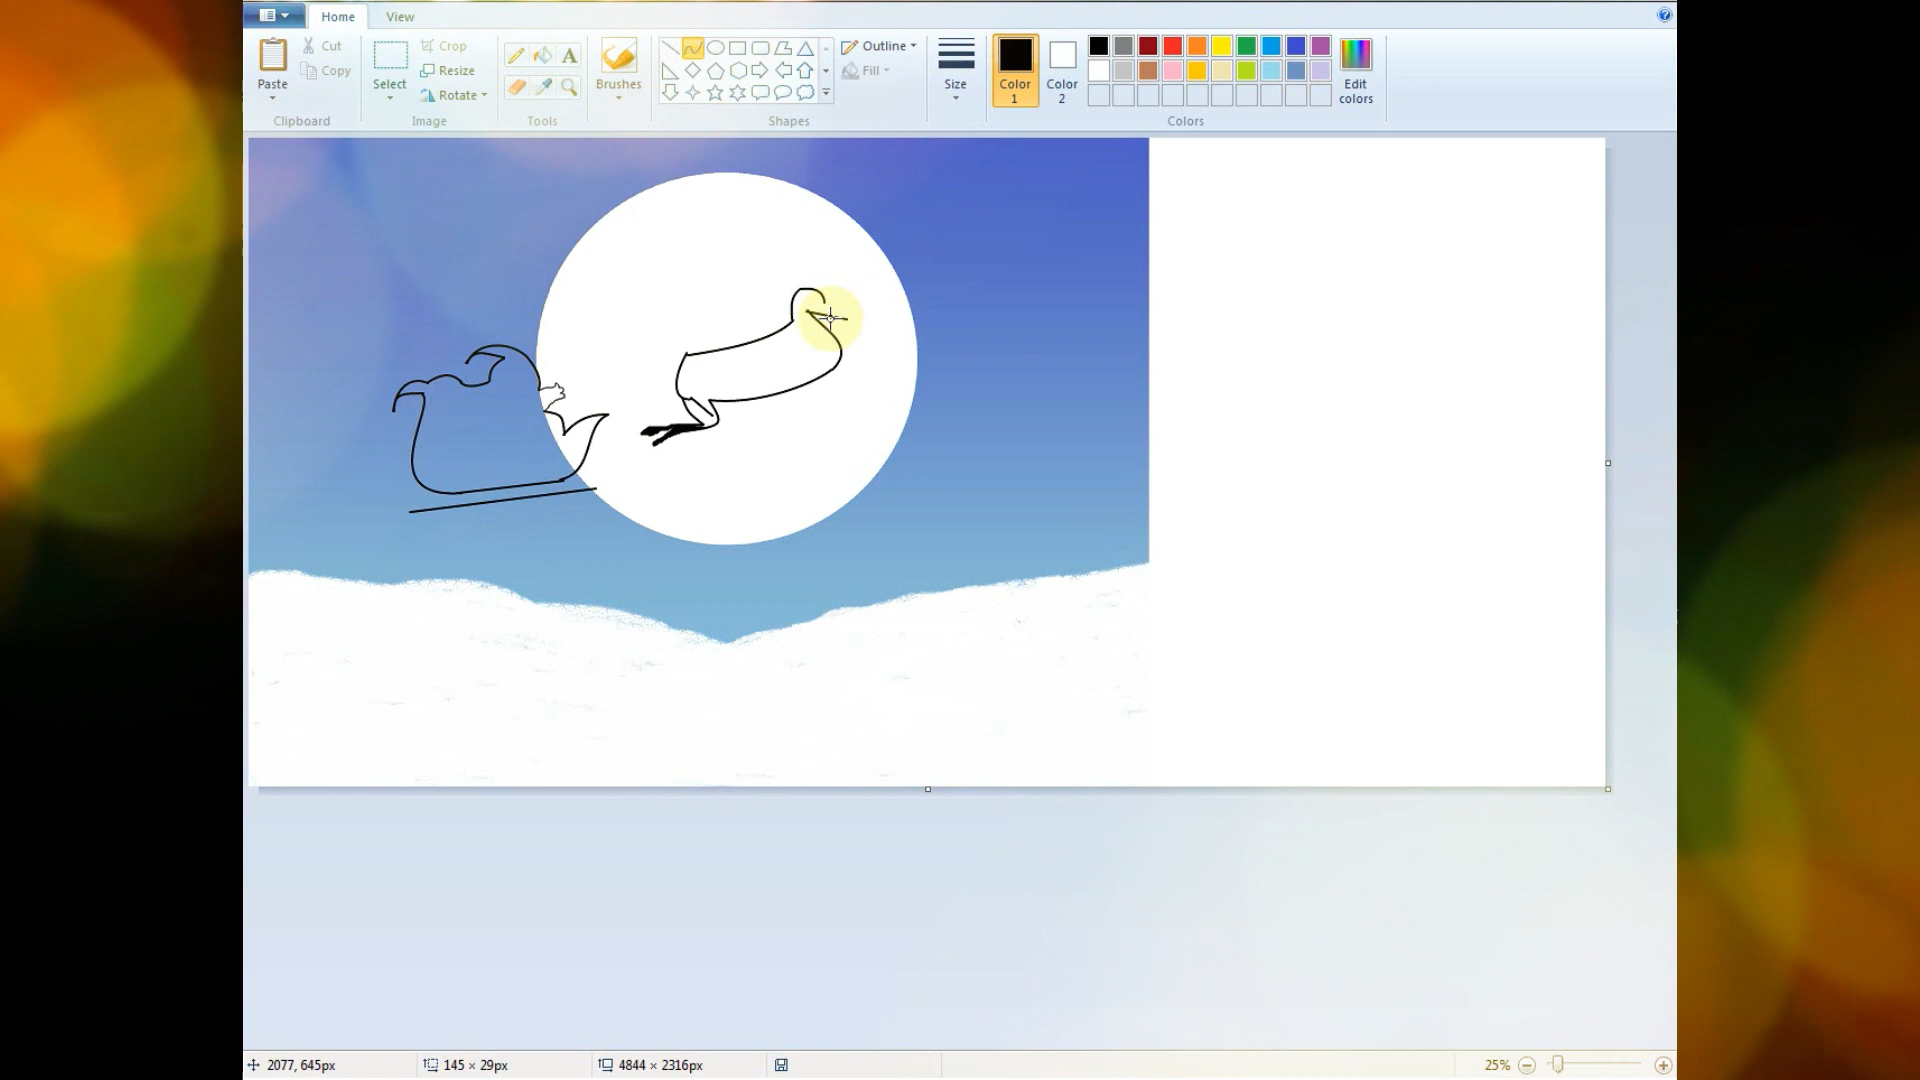 Home View
Paste
Cut
Copy
Clipboard
Select
Crop
Resize
Rotate
Image
A
Tools
Brushes
Outline
Fill
Shapes
Size
Color
1
Color
2
Edit
colors
Colors
2077, 645px 145 × 29px 4844 × 2316px 25%